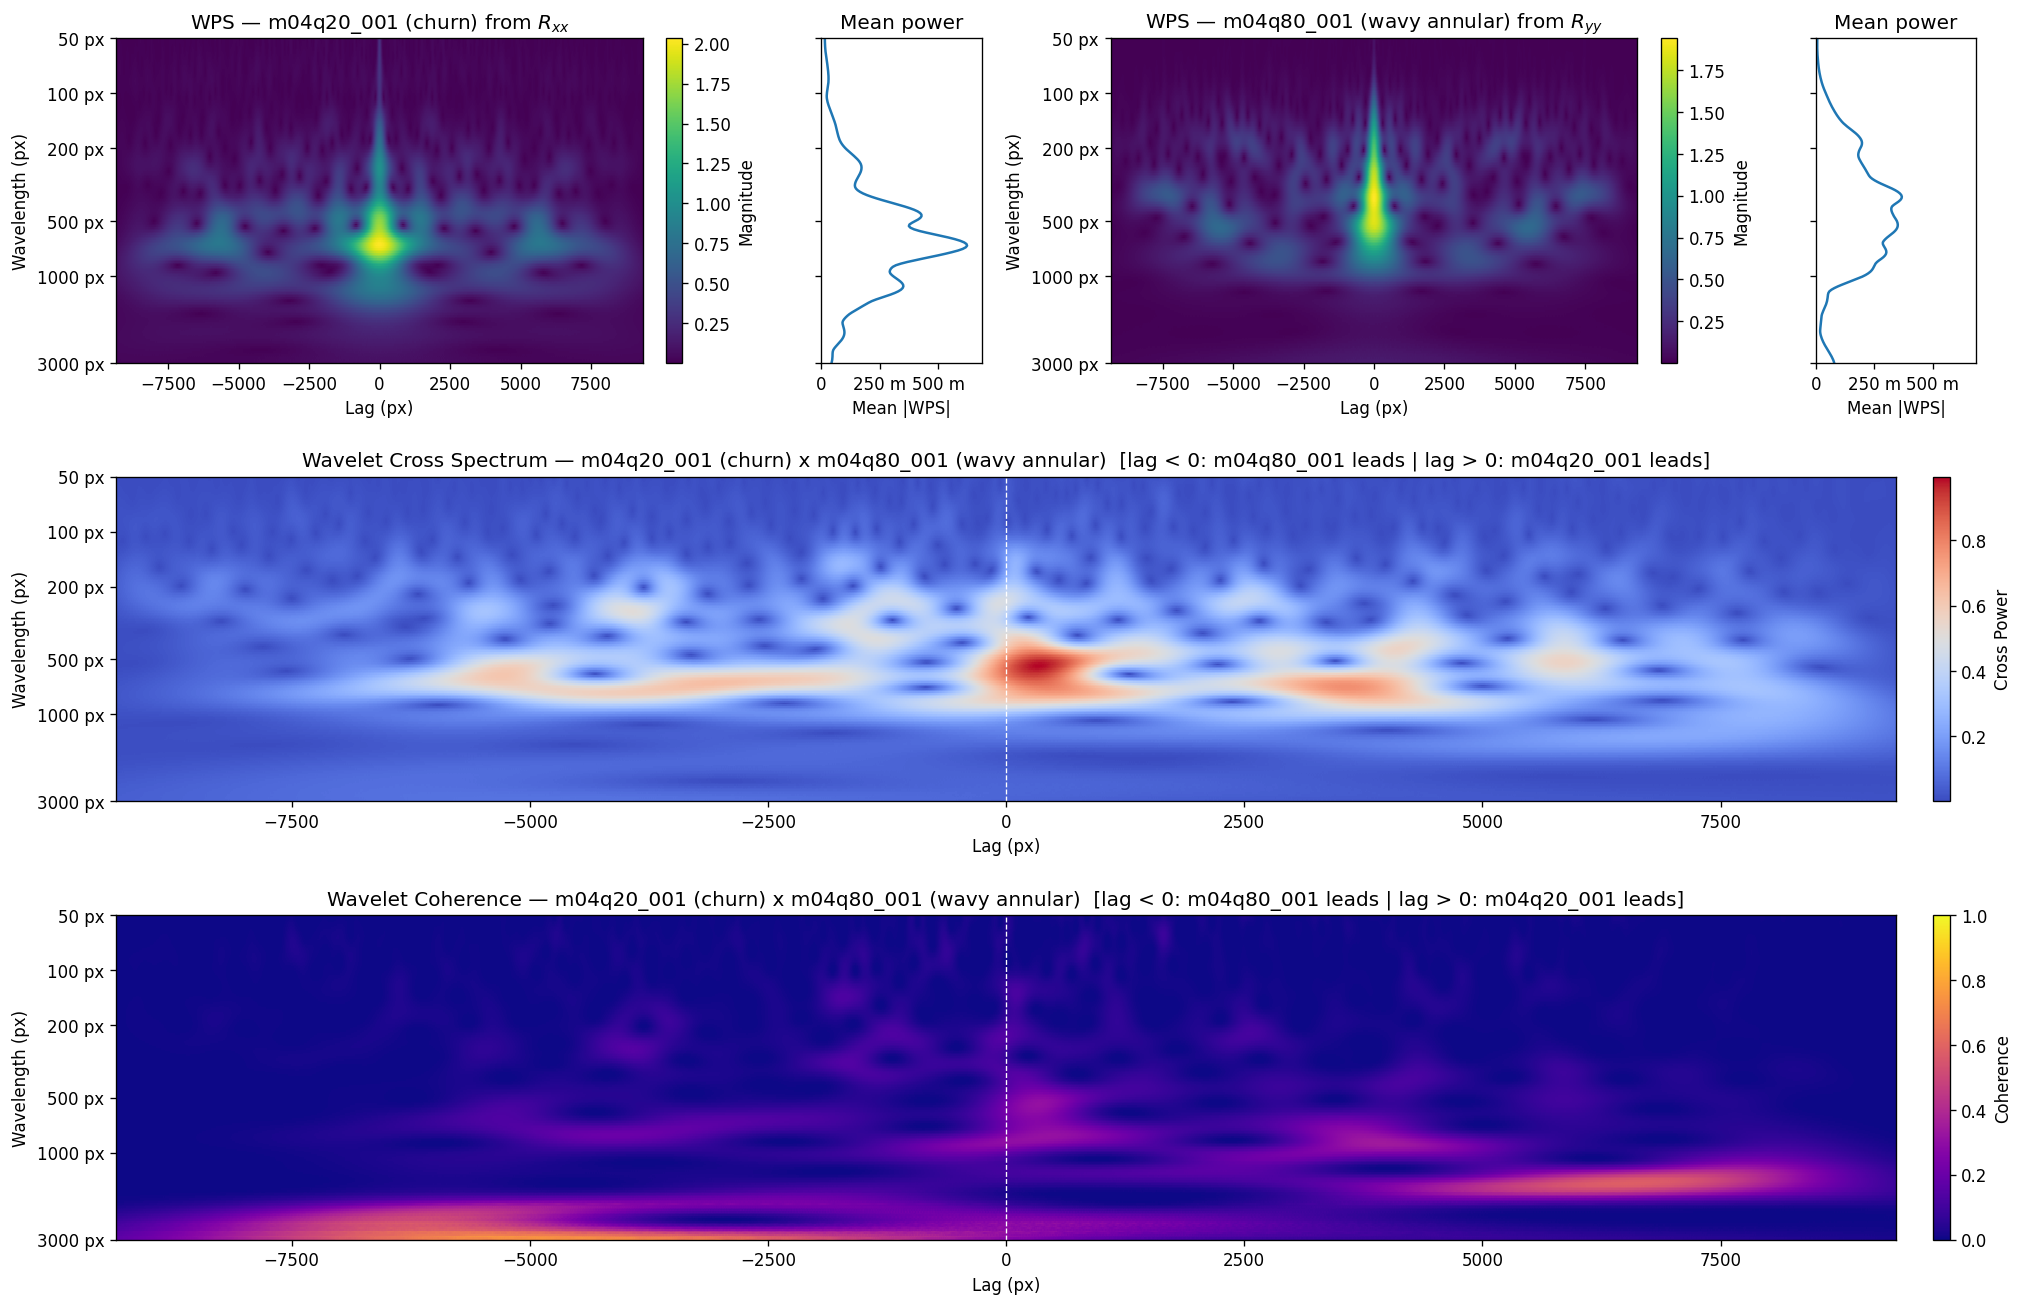 WPS — m04q20_001 (churn) from Rxx
Mean power
WPS — m04q80_001 (wavy annular) from Ryy
Mean power
50 px
100 px
200 px
500 px
1000 px
3000 px
Wavelength (px)
−7500 −5000 −2500 0 2500 5000 7500
Lag (px)
2.00
1.75
1.50
1.25
1.00
0.75
0.50
0.25
Magnitude
0 250 m 500 m
Mean |WPS|
50 px
100 px
200 px
500 px
1000 px
3000 px
Wavelength (px)
−7500 −5000 −2500 0 2500 5000 7500
Lag (px)
1.75
1.50
1.25
1.00
0.75
0.50
0.25
Magnitude
0 250 m 500 m
Mean |WPS|
Wavelet Cross Spectrum — m04q20_001 (churn) x m04q80_001 (wavy annular) [lag < 0: m04q80_001 leads | lag > 0: m04q20_001 leads]
50 px
100 px
200 px
500 px
1000 px
3000 px
Wavelength (px)
−7500 −5000 −2500 0 2500 5000 7500
Lag (px)
0.8
0.6
0.4
0.2
Cross Power
Wavelet Coherence — m04q20_001 (churn) x m04q80_001 (wavy annular) [lag < 0: m04q80_001 leads | lag > 0: m04q20_001 leads]
50 px
100 px
200 px
500 px
1000 px
3000 px
Wavelength (px)
−7500 −5000 −2500 0 2500 5000 7500
Lag (px)
1.0
0.8
0.6
0.4
0.2
0.0
Coherence